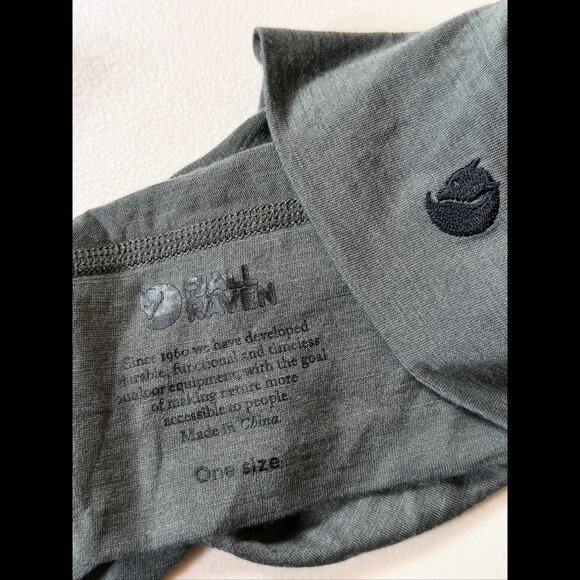 FJÄLL
RAVEN
Since 1960 we have developed
durable, functional and timeless
outdoor equipment, with the goal
of making nature more
accessible to people.
Made in China.
One size